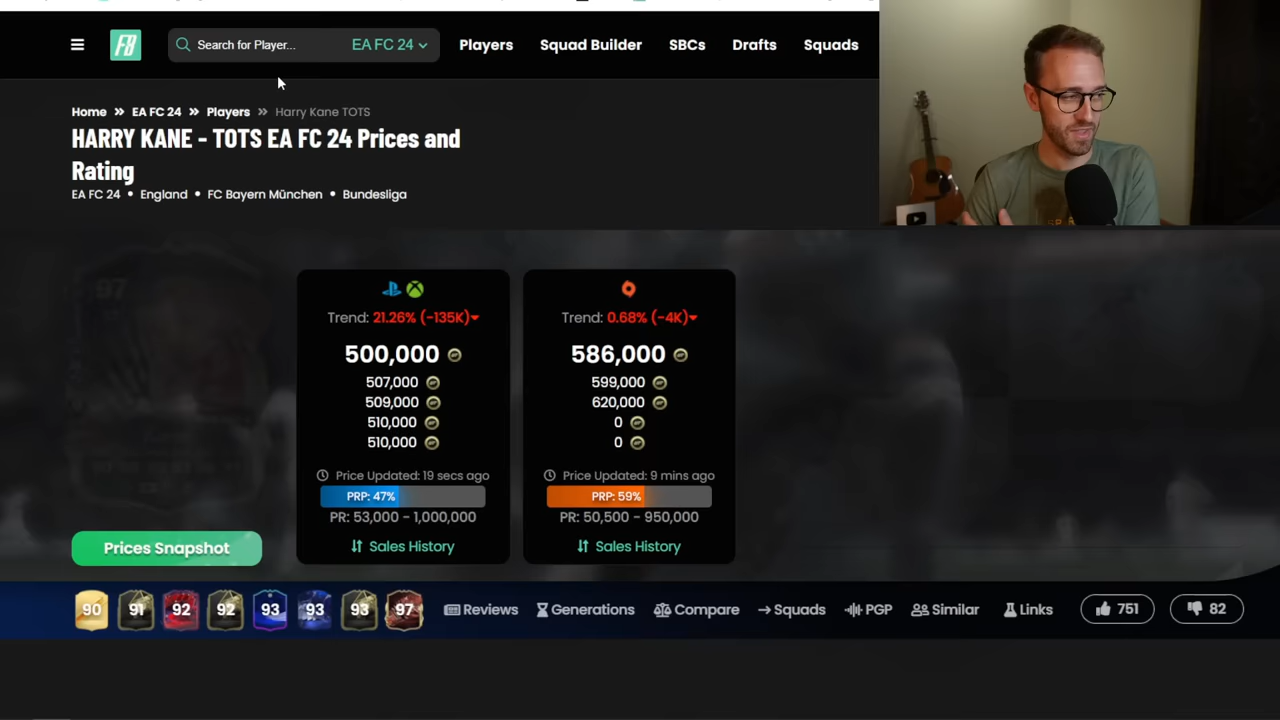 FB
Search for Player...
EA FC 24
Players
Squad Builder
SBCs
Drafts
Squads
Home » EA FC 24 » Players » Harry Kane TOTS
HARRY KANE - TOTS EA FC 24 Prices and
Rating
EA FC 24 • England • FC Bayern München • Bundesliga
97
Trend: 21.26% (-135K)
500,000
507,000
509,000
510,000
510,000
Price Updated: 19 secs ago
PRP: 47%
PR: 53,000 - 1,000,000
Sales History
Trend: 0.68% (-4K)
586,000
599,000
620,000
0
0
Price Updated: 9 mins ago
PRP: 59%
PR: 50,500 - 950,000
Sales History
Prices Snapshot
90 91 92 92 93 93 93 97
Reviews Generations Compare Squads PGP Similar Links 751 82